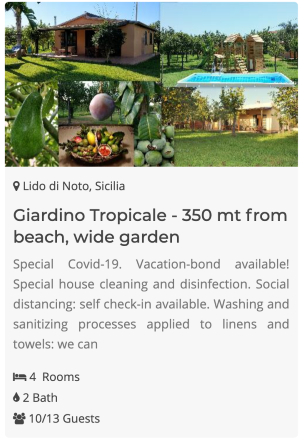 Lido di Noto, Sicilia
Giardino Tropicale - 350 mt from
beach, wide garden
Special Covid-19. Vacation-bond available!
Special house cleaning and disinfection. Social
distancing: self check-in available. Washing and
sanitizing processes applied to linens and
towels: we can
4 Rooms
2 Bath
10/13 Guests